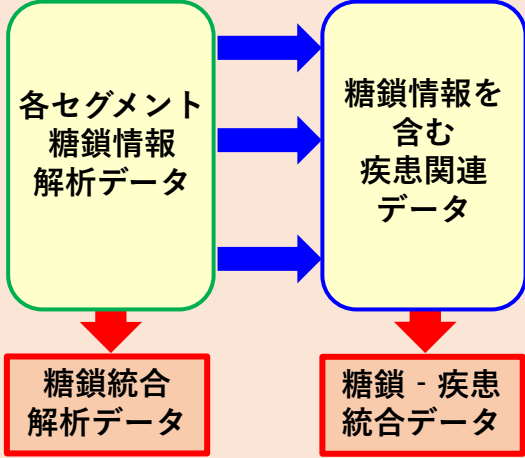 各セグメント
糖鎖情報
解析データ
糖鎖情報を
含む
疾患関連
データ
糖鎖統合
解析データ
糖鎖 - 疾患
統合データ